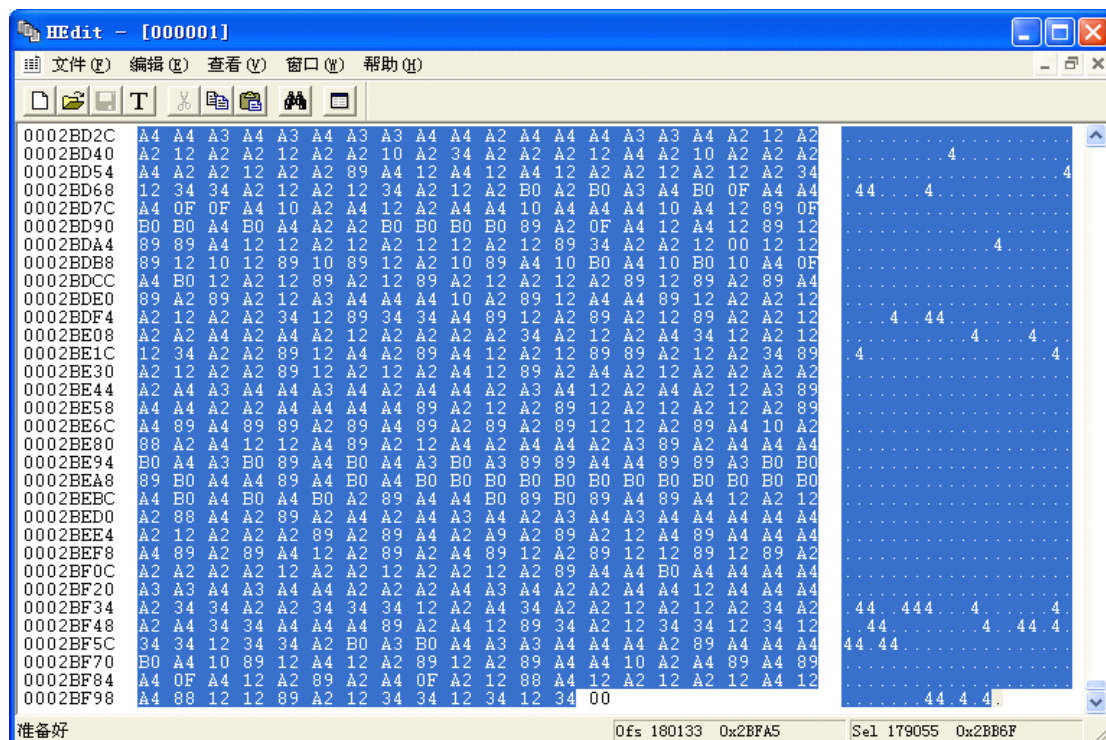 HEdit - [000001]
文件(F) 编辑(E) 查看(V) 窗口(W) 帮助(H)
T
0002BD2C A4 A4 A3 A4 A3 A4 A3 A3 A4 A4 A2 A4 A4 A4 A3 A3 A4 A2 12 A2 ....................
0002BD40 A2 12 A2 A2 12 A2 A2 10 A2 34 A2 A2 A2 12 A4 A2 10 A2 A2 A2 .........4..........
0002BD54 A4 A2 A2 12 A2 A2 89 A4 12 A4 12 A4 12 A2 A2 12 A2 12 A2 34 ...................4
0002BD68 12 34 34 A2 12 A2 12 34 A2 12 A2 B0 A2 B0 A3 A4 B0 0F A4 A4 .44....4............
0002BD7C A4 0F 0F A4 10 A2 A4 12 A2 A4 A4 10 A4 A4 A4 10 A4 12 89 0F ....................
0002BD90 B0 B0 A4 B0 A4 A2 A2 B0 B0 B0 B0 89 A2 0F A4 12 A4 12 89 12 ....................
0002BDA4 89 89 A4 12 12 A2 12 A2 12 12 A2 12 89 34 A2 A2 12 00 12 12 .............4......
0002BDB8 89 12 10 12 89 10 89 12 A2 10 89 A4 10 B0 A4 10 B0 10 A4 0F ....................
0002BDCC A4 B0 12 A2 12 89 A2 12 89 A2 12 A2 12 A2 89 12 89 A2 89 A4 ....................
0002BDE0 89 A2 89 A2 12 A3 A4 A4 A4 10 A2 89 12 A4 A4 89 12 A2 A2 12 ....................
0002BDF4 A2 12 A2 A2 34 12 89 34 34 A4 89 12 A2 89 A2 12 89 A2 A2 12 ....4..44...........
0002BE08 A2 A2 A4 A2 A4 A2 12 A2 A2 A2 A2 34 A2 12 A2 A4 34 12 A2 12 ...........4....4...
0002BE1C 12 34 A2 A2 89 12 A4 A2 89 A4 12 A2 12 89 89 A2 12 A2 34 89 .4................4.
0002BE30 A2 12 A2 A2 89 12 A2 12 A2 A4 12 89 A2 A4 A2 12 A2 A2 A2 A2 ....................
0002BE44 A2 A4 A3 A4 A4 A3 A4 A2 A4 A4 A2 A3 A4 12 A2 A4 A2 12 A3 89 ....................
0002BE58 A4 A4 A2 A2 A4 A4 A4 A4 89 A2 12 A2 89 12 A2 12 A2 12 A2 89 ....................
0002BE6C A4 89 A4 89 89 A2 89 A4 89 A2 89 A2 89 12 12 A2 89 A4 10 A2 ....................
0002BE80 88 A2 A4 12 12 A4 89 A2 12 A4 A2 A4 A4 A2 A3 89 A2 A4 A4 A4 ....................
0002BE94 B0 A4 A3 B0 89 A4 B0 A4 A3 B0 A3 89 89 A4 A4 89 89 A3 B0 B0 ....................
0002BEA8 89 B0 A4 A4 89 A4 B0 A4 B0 B0 B0 B0 B0 B0 B0 B0 B0 B0 B0 B0 ....................
0002BEBC A4 B0 A4 B0 A4 B0 A2 89 A4 A4 B0 89 B0 89 A4 89 A4 12 A2 12 ....................
0002BED0 A2 88 A4 A2 89 A2 A4 A2 A4 A3 A4 A2 A3 A4 A3 A4 A4 A4 A4 A4 ....................
0002BEE4 A2 12 A2 A2 A2 89 A2 89 A4 A2 A9 A2 89 A2 12 A4 89 A4 A4 A4 ....................
0002BEF8 A4 89 A2 89 A4 12 A2 89 A2 A4 89 12 A2 89 12 12 89 12 89 A2 ....................
0002BF0C A2 A2 A2 A2 12 A2 A2 12 A2 A2 12 A2 89 A4 A4 B0 A4 A4 A4 A4 ....................
0002BF20 A3 A3 A4 A3 A4 A4 A2 A2 A2 A4 A3 A4 A2 A2 A4 A4 12 A4 A4 A4 ....................
0002BF34 A2 34 34 A2 A2 34 34 34 12 A2 A4 34 A2 A2 12 A2 12 A2 34 A2 .44..444...4......4.
0002BF48 A2 A4 34 34 A4 A4 A4 89 A2 A4 12 89 34 A2 12 34 34 12 34 12 ..44........4..44.4.
0002BF5C 34 34 12 34 34 A2 B0 A3 B0 A4 A3 A3 A4 A4 A4 A2 89 A4 A4 A4 44.44...............
0002BF70 B0 A4 10 89 12 A4 12 A2 89 12 A2 89 A4 A4 10 A2 A4 89 A4 89 ....................
0002BF84 A4 0F A4 12 A2 89 A2 A4 0F A2 12 88 A4 12 A2 12 A2 12 A4 12 ....................
0002BF98 A4 88 12 12 89 A2 12 34 34 12 34 12 34 00 .......44.4.4.
准备好 Ofs 180133 0x2BFA5 Sel 179055 0x2BB6F